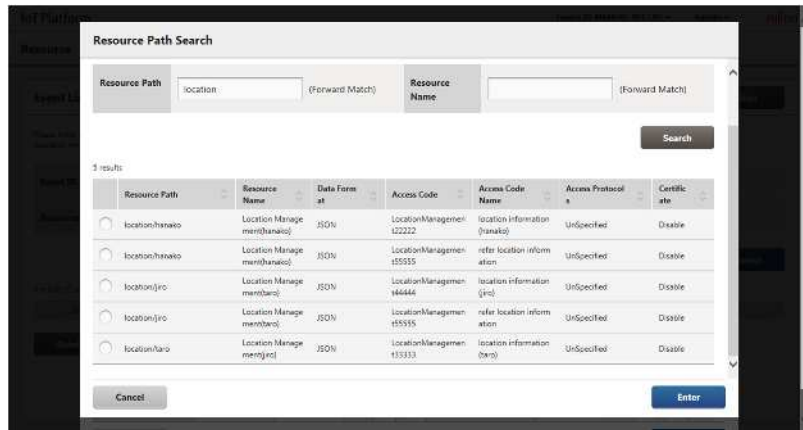 IoT Platform
Resource
Resource Path Search
Resource Path
location
(Forward Match)
Resource
Name
(Forward Match)
Search
5 results
Resource Path
Resource
Name
Data Form
at
Access Code
Access Code
Name
Access Protocol
s
Certific
ate
location/hanako
Location Manage
ment(hanako)
JSON
LocationManagemen
t22222
location information
(hanako)
UnSpecified
Disable
location/hanako
Location Manage
ment(hanako)
JSON
LocationManagemen
t55555
refer location inform
ation
UnSpecified
Disable
location/jiro
Location Manage
ment(taro)
JSON
LocationManagemen
t44444
location information
(jiro)
UnSpecified
Disable
location/jiro
Location Manage
ment(taro)
JSON
LocationManagemen
t55555
refer location inform
ation
UnSpecified
Disable
location/taro
Location Manage
ment(jiro)
JSON
LocationManagemen
t33333
location information
(taro)
UnSpecified
Disable
Cancel
Enter